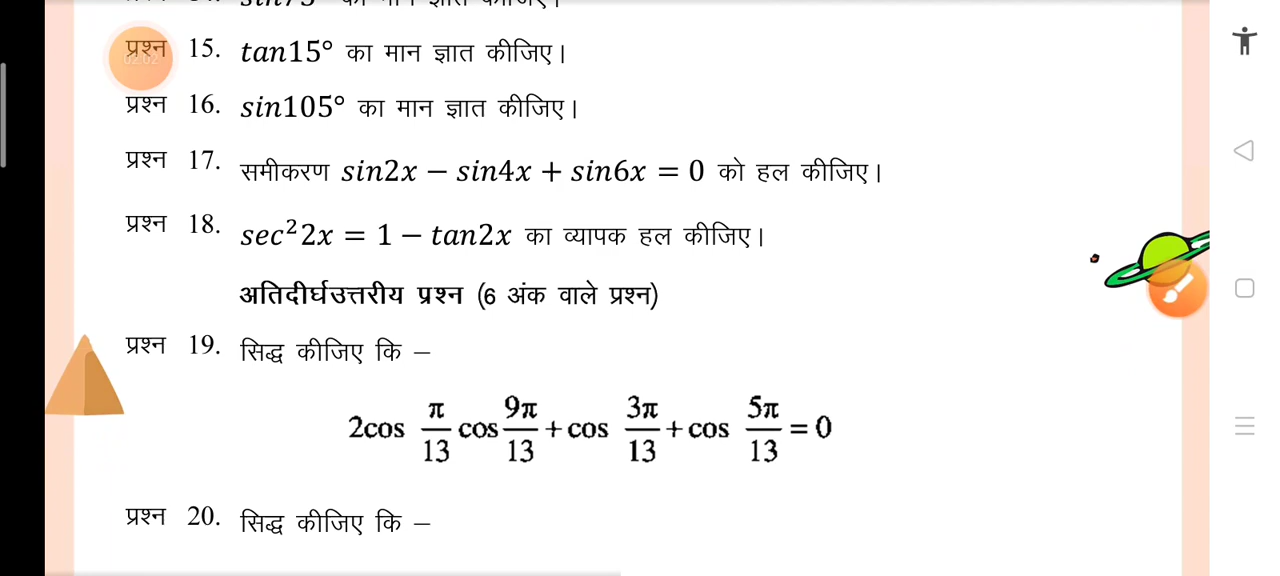 प्रश्न 15. tan15° का मान ज्ञात कीजिए।
प्रश्न 16. sin105° का मान ज्ञात कीजिए।
प्रश्न 17. समीकरण sin2x − sin4x + sin6x = 0 को हल कीजिए।
प्रश्न 18. sec²2x = 1 − tan2x का व्यापक हल कीजिए।
अतिदीर्घउत्तरीय प्रश्न (6 अंक वाले प्रश्न)
प्रश्न 19. सिद्ध कीजिए कि –
2cos π/13 cos 9π/13 + cos 3π/13 + cos 5π/13 = 0
प्रश्न 20. सिद्ध कीजिए कि –